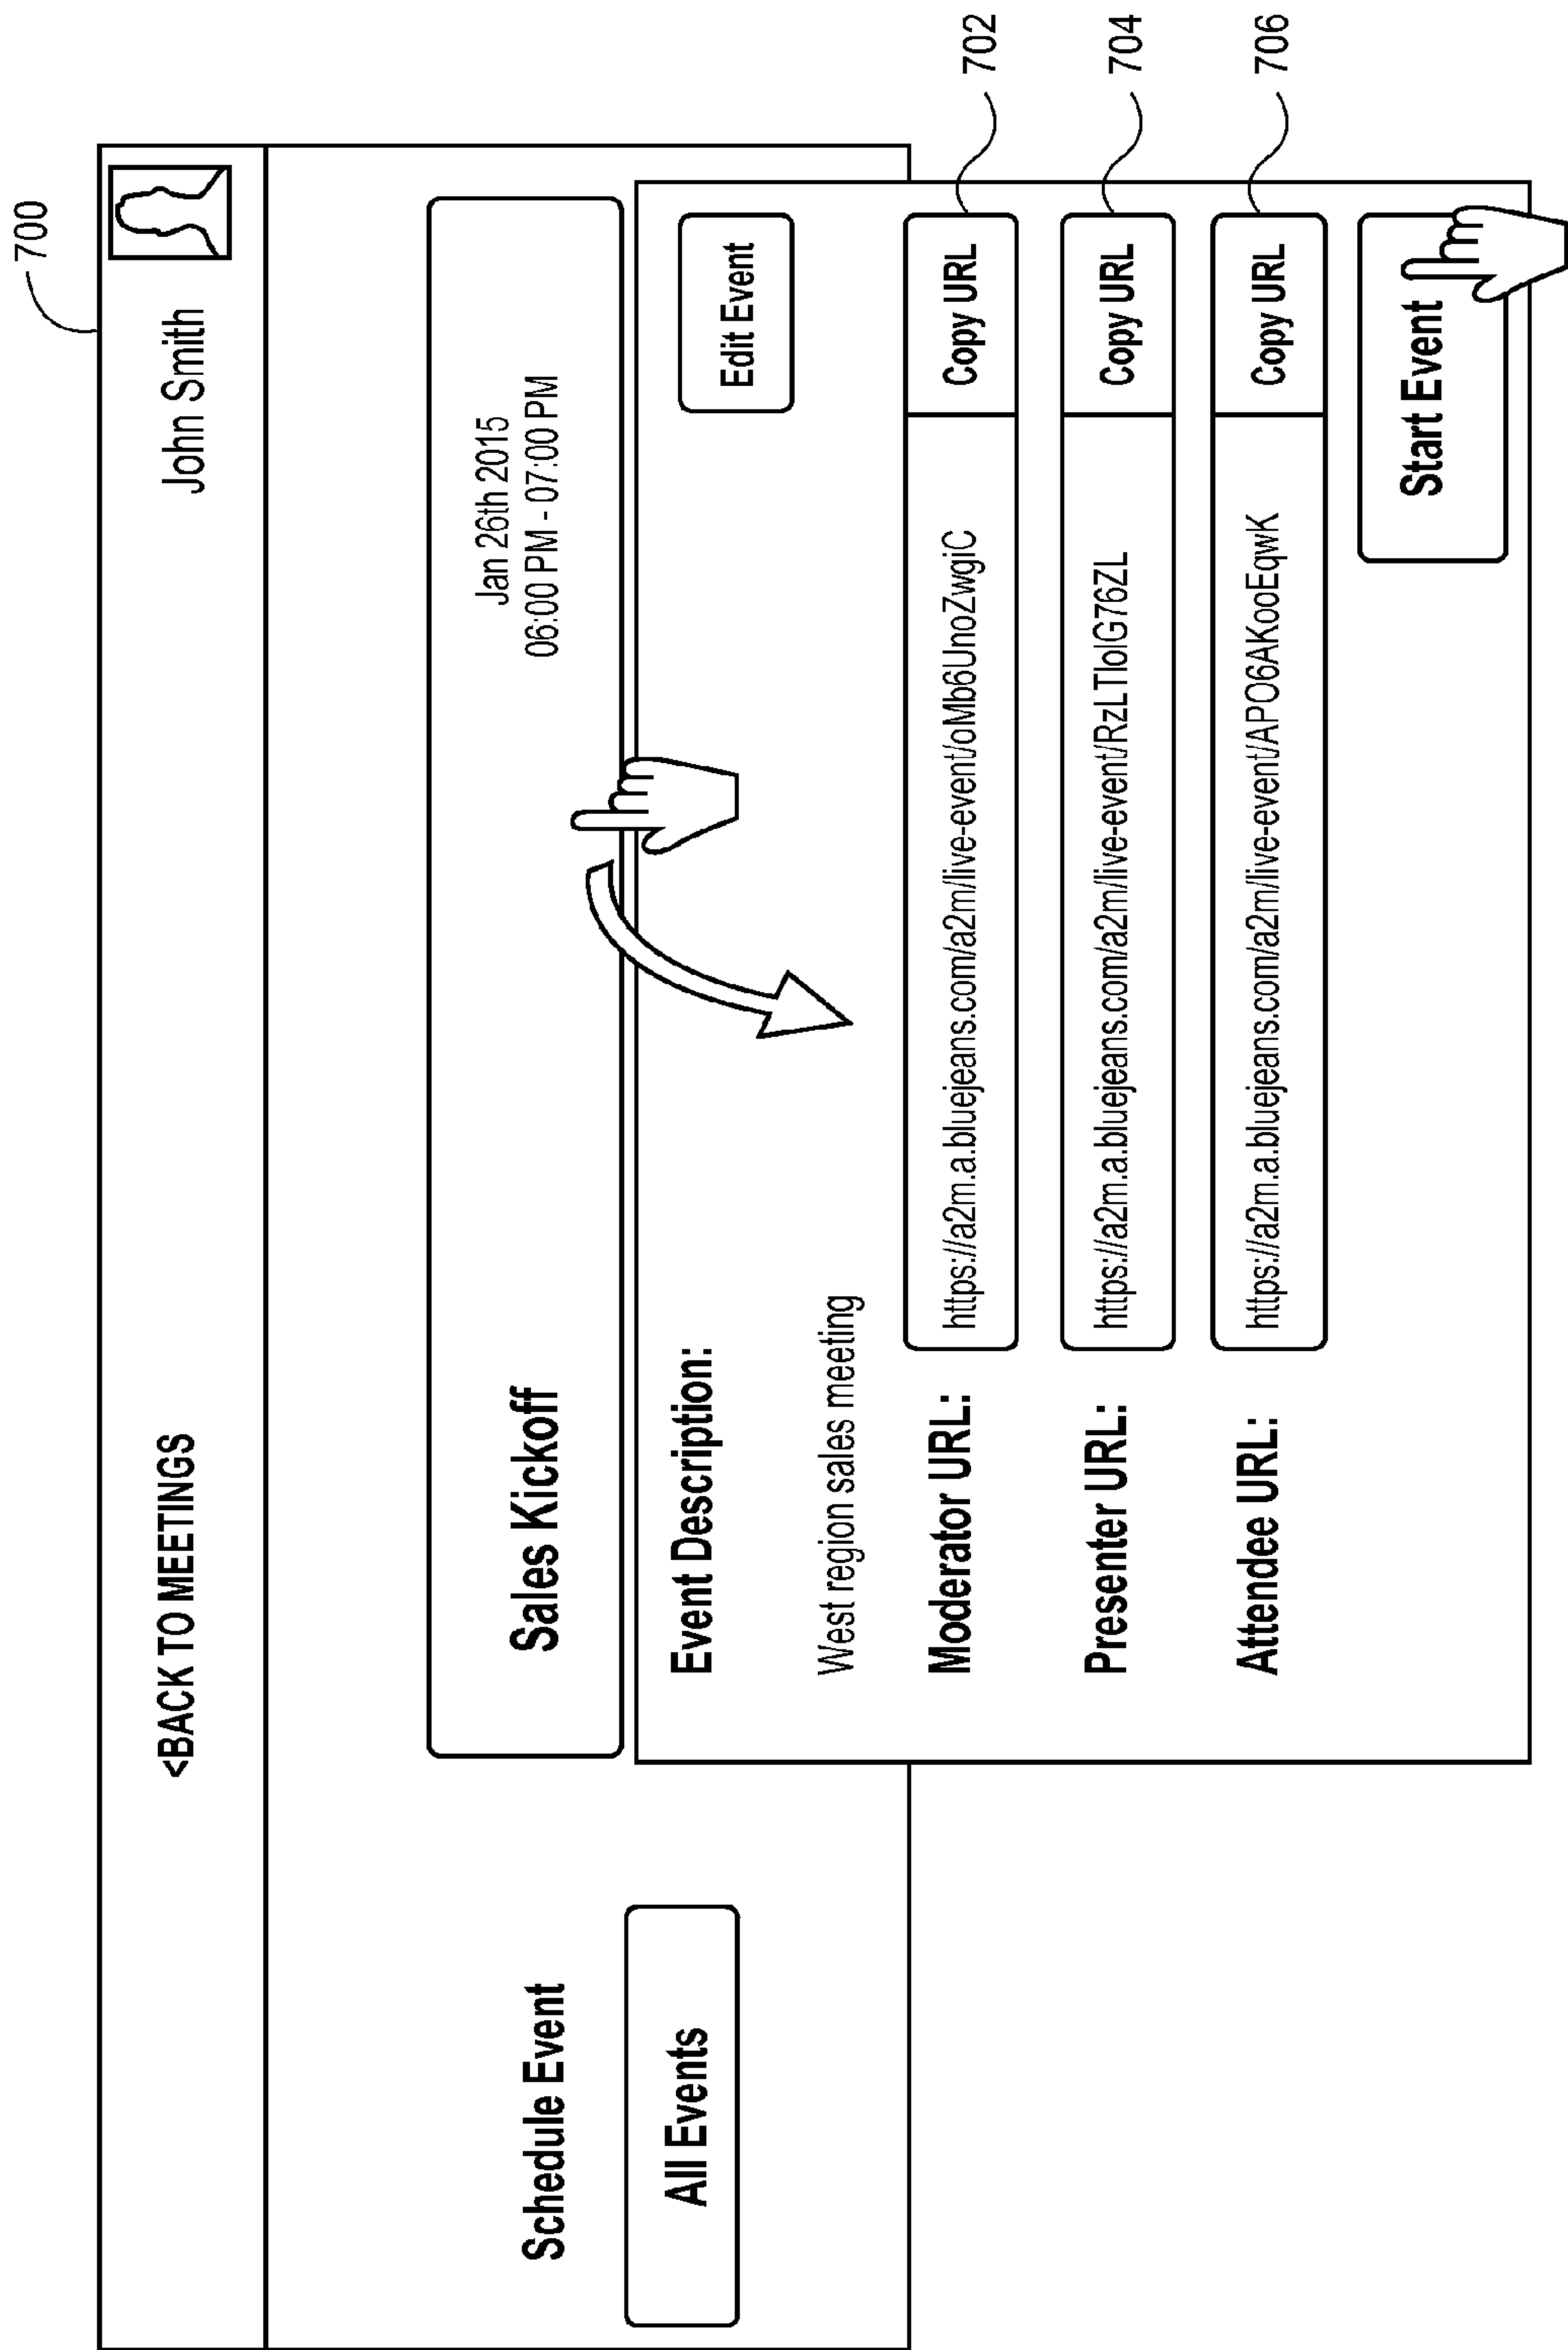 700
<BACK TO MEETINGS
John Smith
Schedule Event
All Events
Sales Kickoff
Jan 26th 2015
06:00 PM - 07:00 PM
Event Description:
Edit Event
West region sales meeting
Moderator URL:
https://a2m.a.bluejeans.com/a2m/live-event/oMb6UnoZwgiC
Copy URL
702
Presenter URL:
https://a2m.a.bluejeans.com/a2m/live-event/RzLTlolG76ZL
Copy URL
704
Attendee URL:
https://a2m.a.bluejeans.com/a2m/live-event/APO6AKooEqwK
Copy URL
706
Start Event